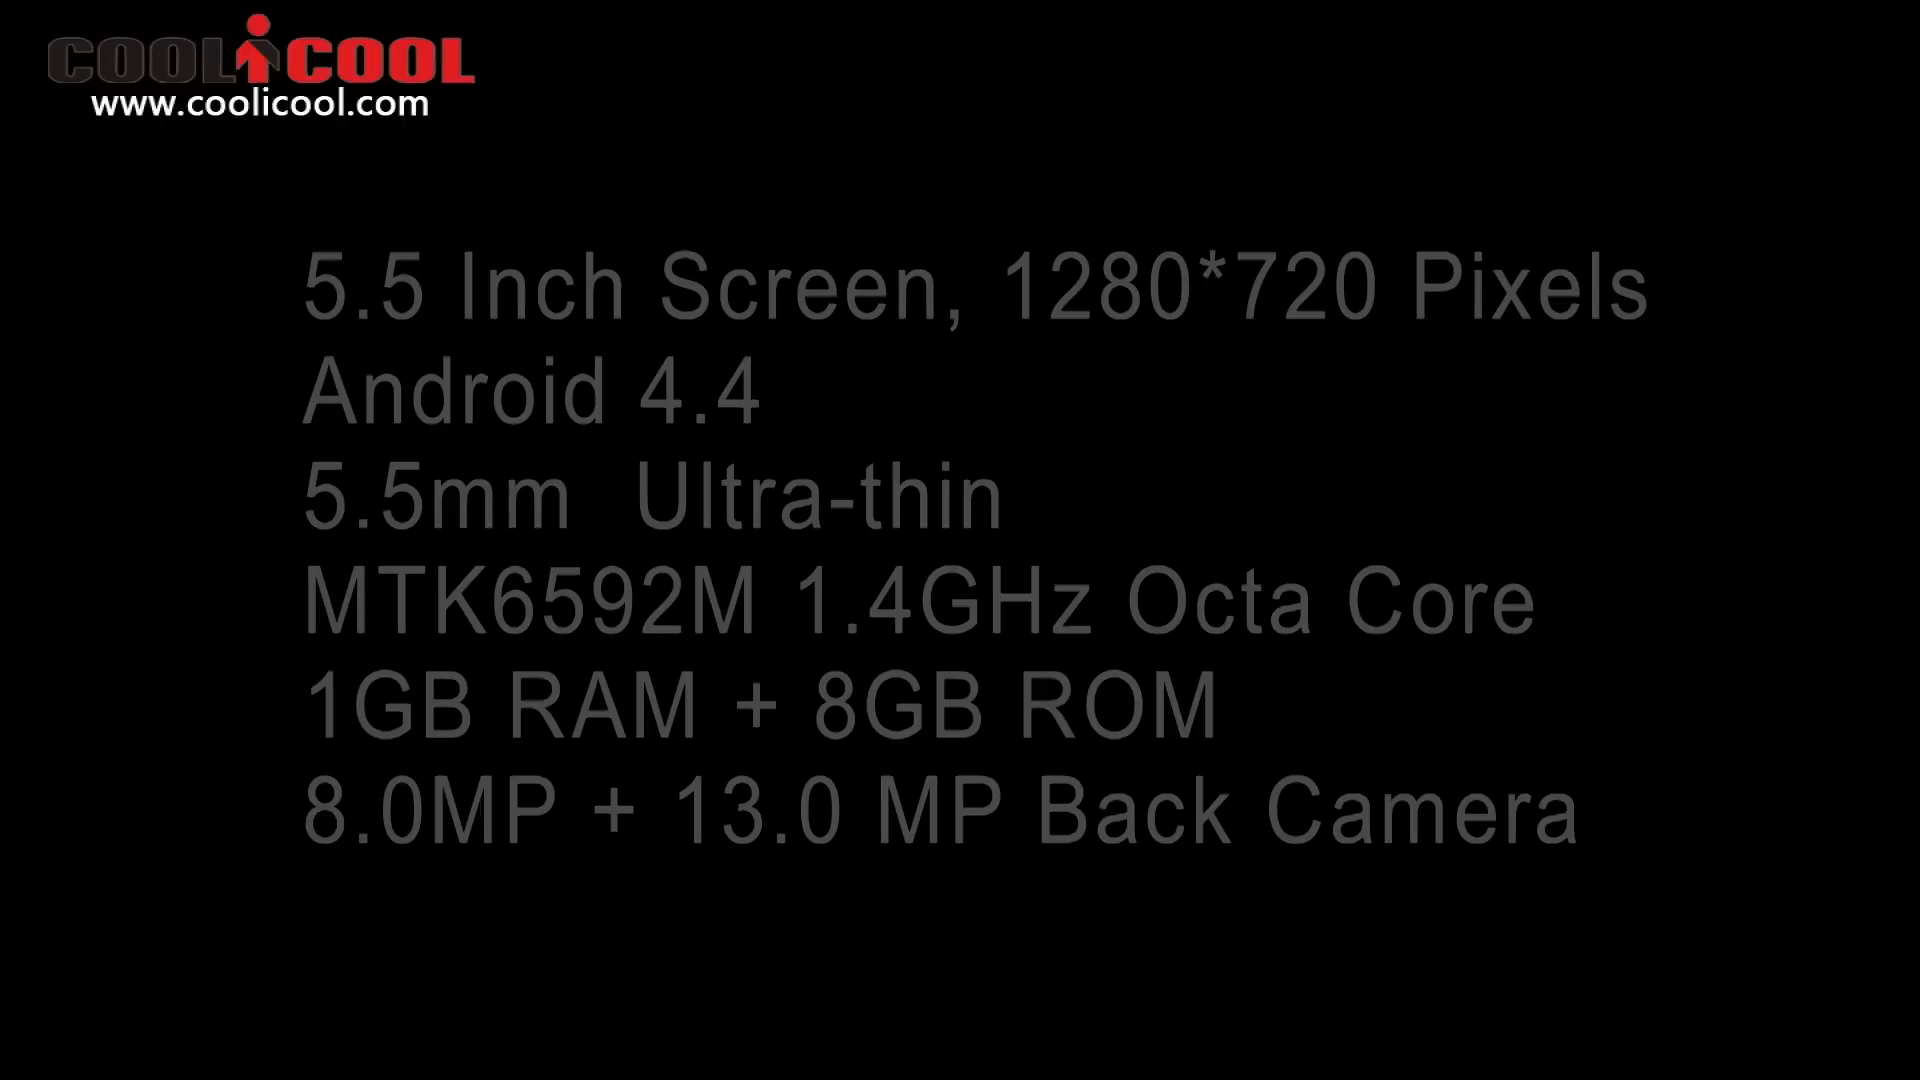 COOLiCOOL
www.coolicool.com
5.5 Inch Screen, 1280*720 Pixels
Android 4.4
5.5mm  Ultra-thin
MTK6592M 1.4GHz Octa Core
1GB RAM + 8GB ROM
8.0MP + 13.0 MP Back Camera